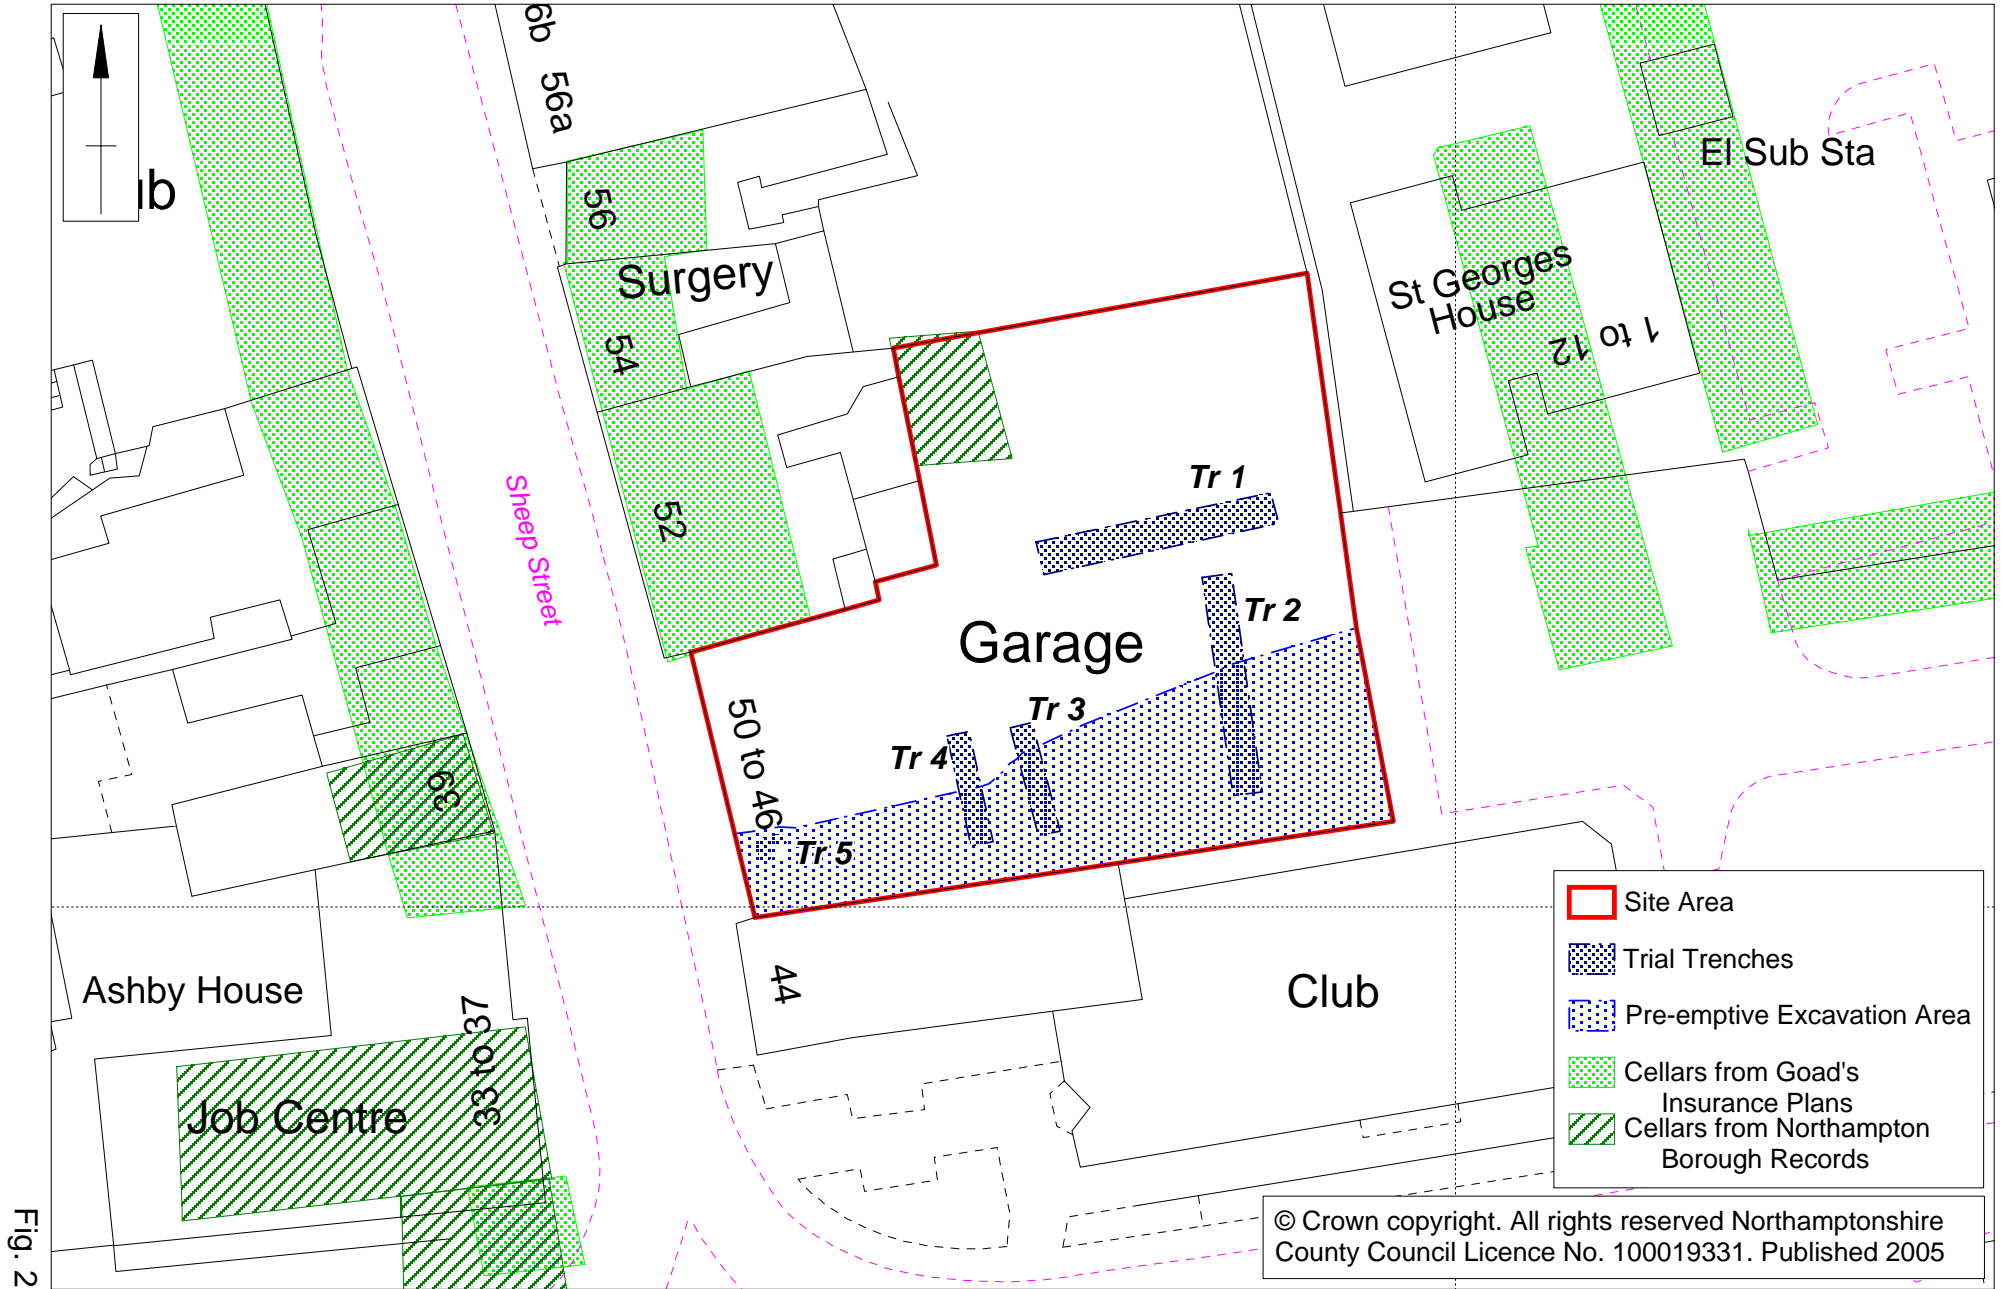 6b
56a
ub
56
Surgery
54
52
Sheep Street
El Sub Sta
St Georges
House
1 to 12
Tr 1
Tr 2
Garage
Tr 3
Tr 4
50 to 46
Tr 5
39
44
Club
Ashby House
33 to 37
Job Centre
Site Area
Trial Trenches
Pre-emptive Excavation Area
Cellars from Goad's
Insurance Plans
Cellars from Northampton
Borough Records
© Crown copyright. All rights reserved Northamptonshire
County Council Licence No. 100019331. Published 2005
Fig. 2